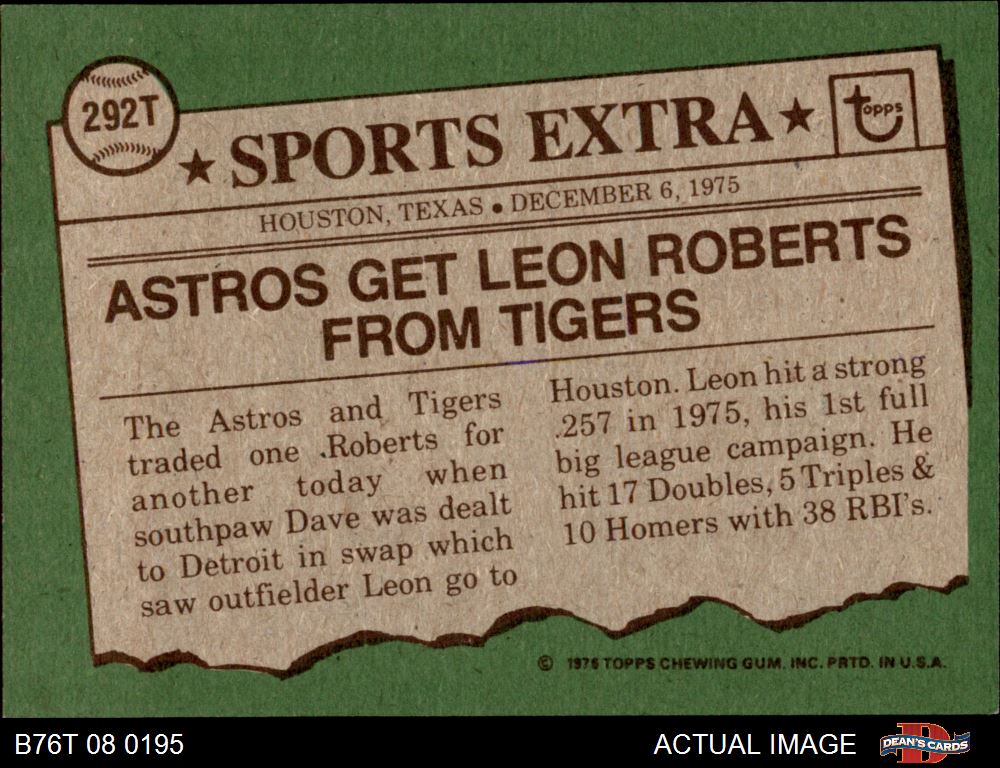 292T
★ SPORTS EXTRA ★
topps
HOUSTON, TEXAS • DECEMBER 6, 1975
ASTROS GET LEON ROBERTS
FROM TIGERS
The Astros and Tigers
traded one .Roberts for
another today when
southpaw Dave was dealt
to Detroit in swap which
saw outfielder Leon go to
Houston. Leon hit a strong
.257 in 1975, his 1st full
big league campaign. He
hit 17 Doubles, 5 Triples &
10 Homers with 38 RBI's.
© 1976 TOPPS CHEWING GUM, INC. PRTD. IN U.S.A.
B76T 08 0195
ACTUAL IMAGE
DEAN'S CARDS